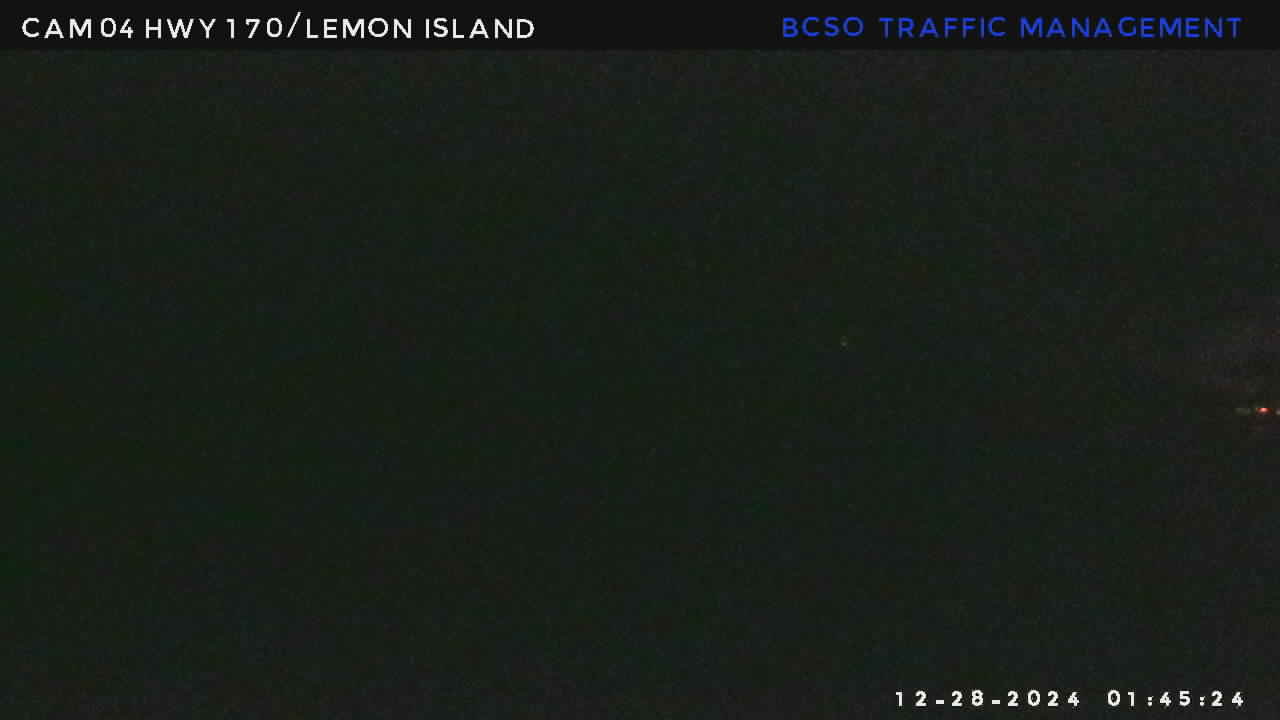 CAM 04 HWY 170/LEMON ISLAND
BCSO TRAFFIC MANAGEMENT
12-28-2024 01:45:24